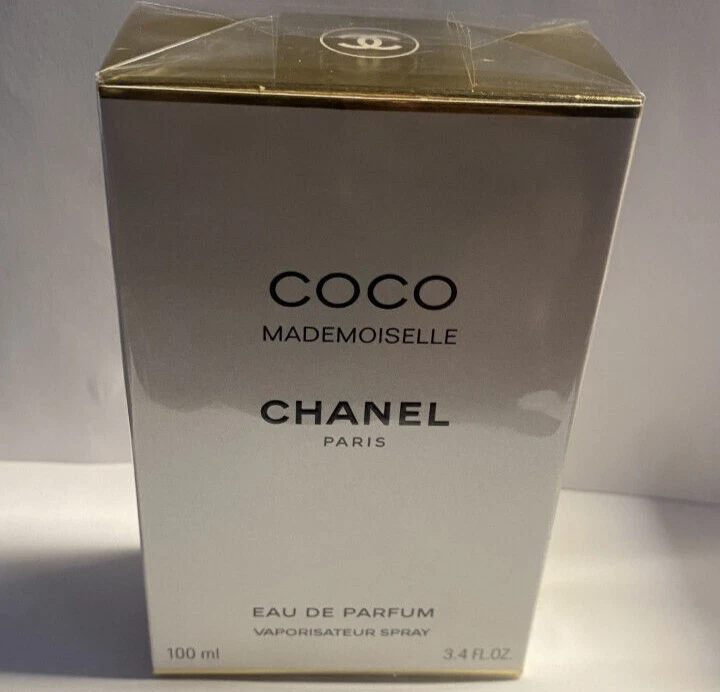 COCO
MADEMOISELLE
CHANEL
PARIS
EAU DE PARFUM
VAPORISATEUR SPRAY
100 ml 3.4 FL.OZ.